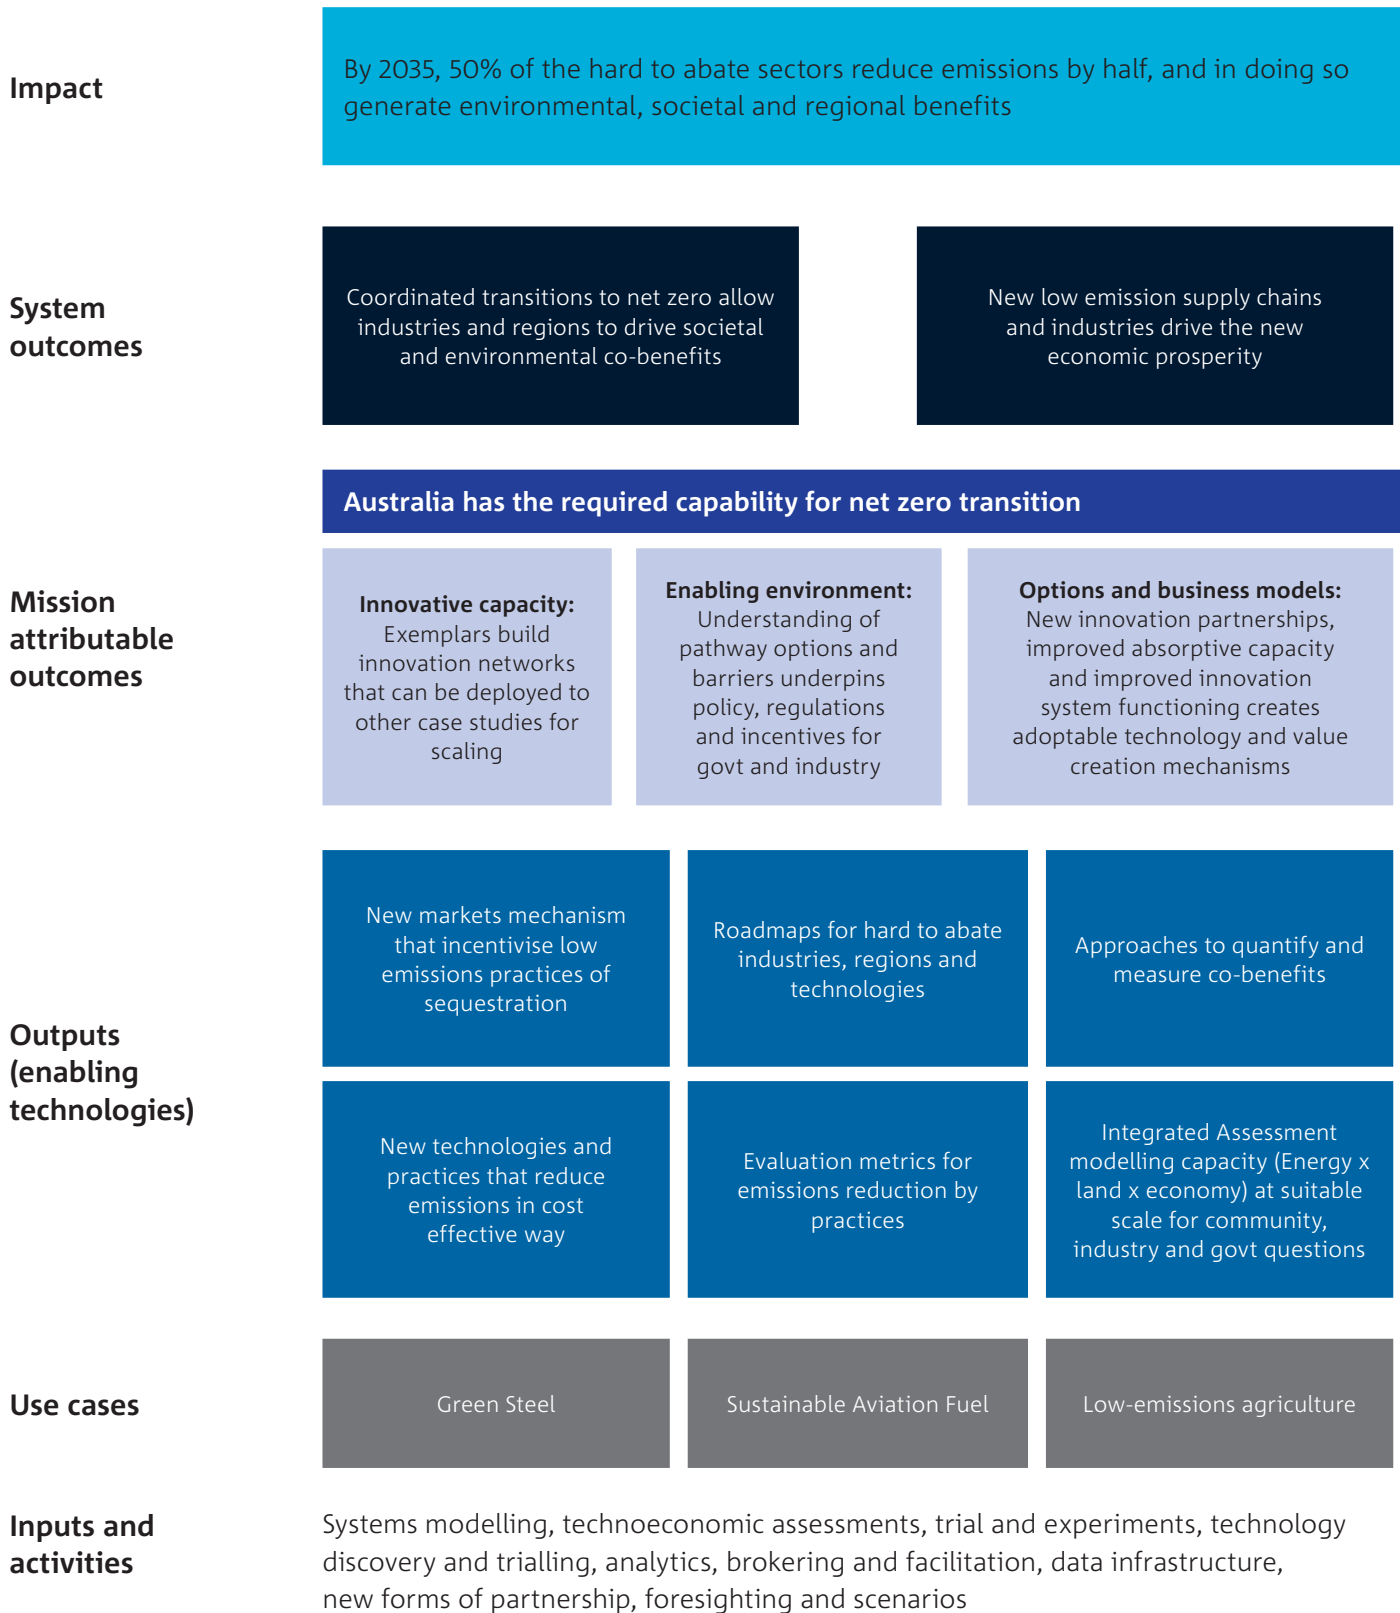 Impact
By 2035, 50% of the hard to abate sectors reduce emissions by half, and in doing so
generate environmental, societal and regional benefits
System
outcomes
Coordinated transitions to net zero allow
industries and regions to drive societal
and environmental co-benefits
New low emission supply chains
and industries drive the new
economic prosperity
Mission
attributable
outcomes
Australia has the required capability for net zero transition
Innovative capacity:
Exemplars build
innovation networks
that can be deployed to
other case studies for
scaling
Enabling environment:
Understanding of
pathway options and
barriers underpins
policy, regulations
and incentives for
govt and industry
Options and business models:
New innovation partnerships,
improved absorptive capacity
and improved innovation
system functioning creates
adoptable technology and value
creation mechanisms
Outputs
(enabling
technologies)
New markets mechanism
that incentivise low
emissions practices of
sequestration
Roadmaps for hard to abate
industries, regions and
technologies
Approaches to quantify and
measure co-benefits
New technologies and
practices that reduce
emissions in cost
effective way
Evaluation metrics for
emissions reduction by
practices
Integrated Assessment
modelling capacity (Energy x
land x economy) at suitable
scale for community,
industry and govt questions
Use cases
Green Steel
Sustainable Aviation Fuel
Low-emissions agriculture
Inputs and
activities
Systems modelling, technoeconomic assessments, trial and experiments, technology
discovery and trialling, analytics, brokering and facilitation, data infrastructure,
new forms of partnership, foresighting and scenarios